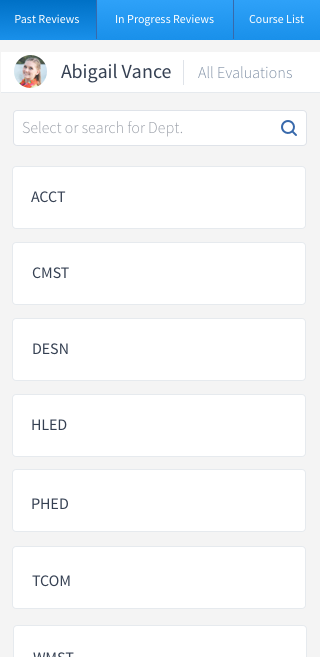 Past Reviews
In Progress Reviews
Course List
Abigail Vance
All Evaluations
Select or search for Dept.
ACCT
CMST
DESN
HLED
PHED
TCOM
WMST